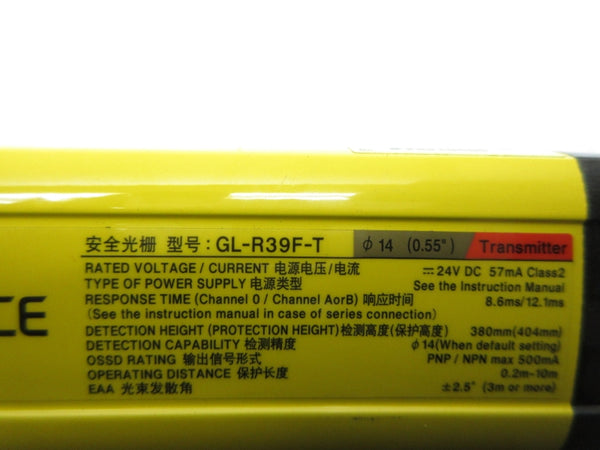 安全光栅 型号: GL-R39F-T ϕ14 (0.55") Transmitter
RATED VOLTAGE / CURRENT 电源电压/电流 ⎓ 24V DC 57mA Class2
TYPE OF POWER SUPPLY 电源类型 See the Instruction Manual
RESPONSE TIME (Channel 0 / Channel AorB) 响应时间 8.6ms/12.1ms
(See the instruction manual in case of series connection)
CE
DETECTION HEIGHT (PROTECTION HEIGHT) 检测高度(保护高度) 380mm(404mm)
DETECTION CAPABILITY 检测精度 ϕ14(When default setting)
OSSD RATING 输出信号形式 PNP / NPN max 500mA
OPERATING DISTANCE 保护长度 0.2m-10m
EAA 光束发散角 ±2.5° (3m or more)